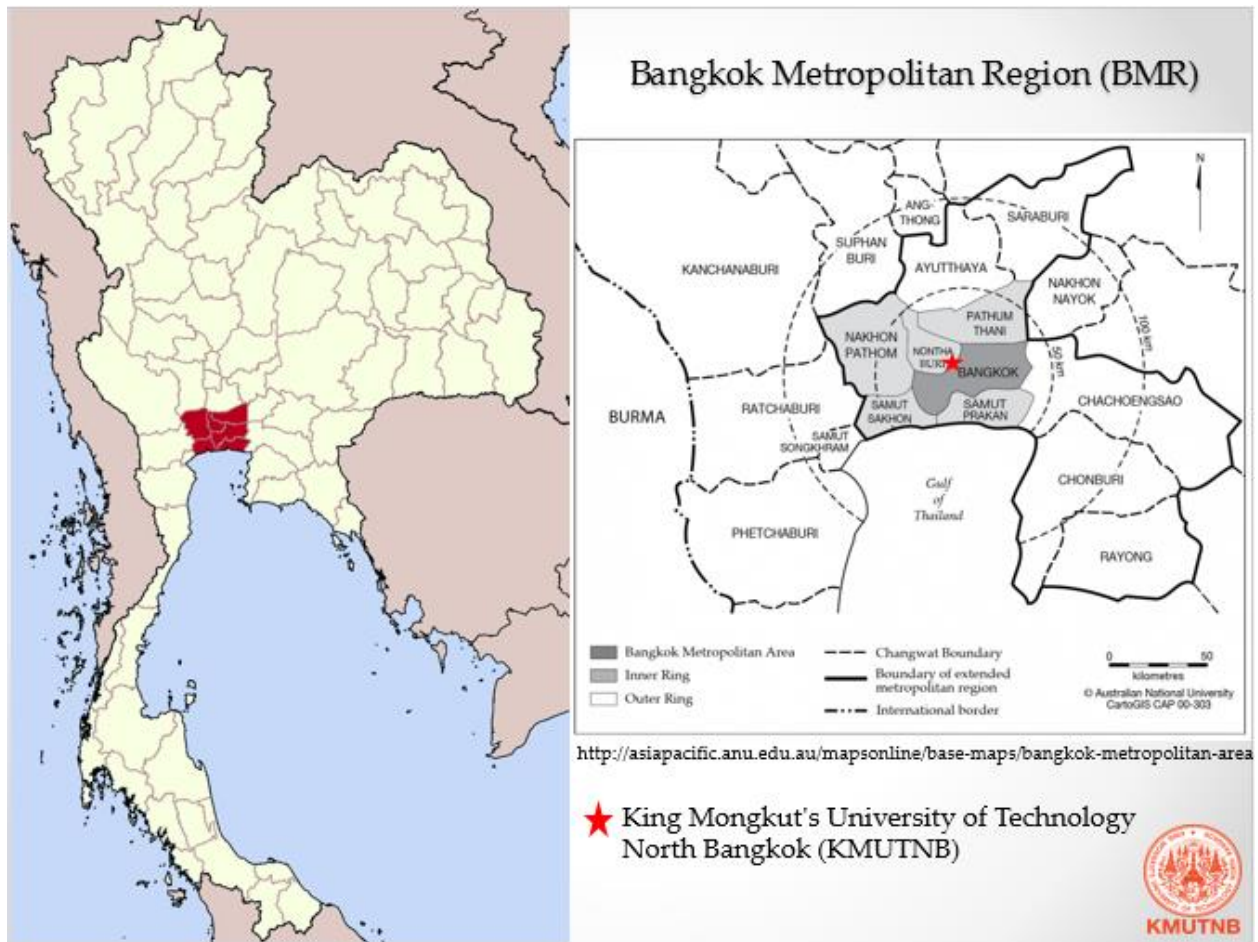 Bangkok Metropolitan Region (BMR)
N
ANG-
THONG
SARABURI
SUPHAN
BURI
KANCHANABURI
AYUTTHAYA
NAKHON
NAYOK
PATHUM
THANI
100 km
NAKHON
PATHOM
NONTHA
BURI
50 km
BANGKOK
BURMA
RATCHABURI
SAMUT
SAKHON
SAMUT
PRAKAN
CHACHOENGSAO
SAMUT
SONGKHRAM
CHONBURI
Gulf
of
Thailand
PHETCHABURI
RAYONG
Bangkok Metropolitan Area
Inner Ring
Outer Ring
Changwat Boundary
Boundary of extended
metropolitan region
International border
0 50
kilometres
© Australian National University
CartoGIS CAP 00-303
http://asiapacific.anu.edu.au/mapsonline/base-maps/bangkok-metropolitan-area
King Mongkut's University of Technology
North Bangkok (KMUTNB)
KMUTNB